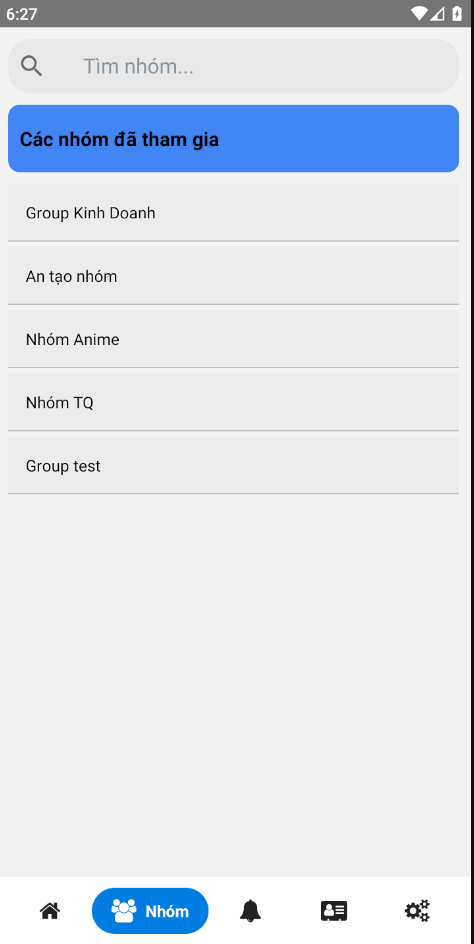 6:27
Tìm nhóm...
Các nhóm đã tham gia
Group Kinh Doanh
An tạo nhóm
Nhóm Anime
Nhóm TQ
Group test
Nhóm